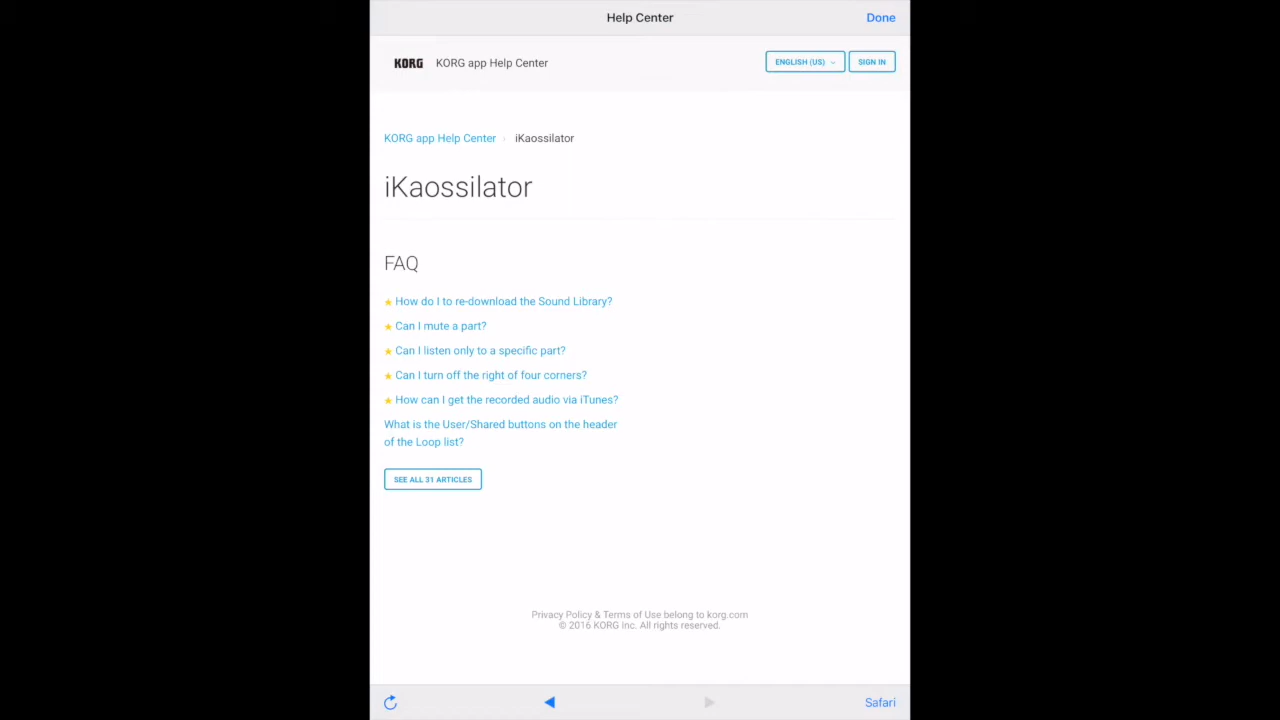 Help Center
Done
KORG
KORG app Help Center
ENGLISH (US)
SIGN IN
KORG app Help Center
iKaossilator
iKaossilator
FAQ
How do I to re-download the Sound Library?
Can I mute a part?
Can I listen only to a specific part?
Can I turn off the right of four corners?
How can I get the recorded audio via iTunes?
What is the User/Shared buttons on the header
of the Loop list?
SEE ALL 31 ARTICLES
Privacy Policy & Terms of Use belong to korg.com
© 2016 KORG inc. All rights reserved.
Safari